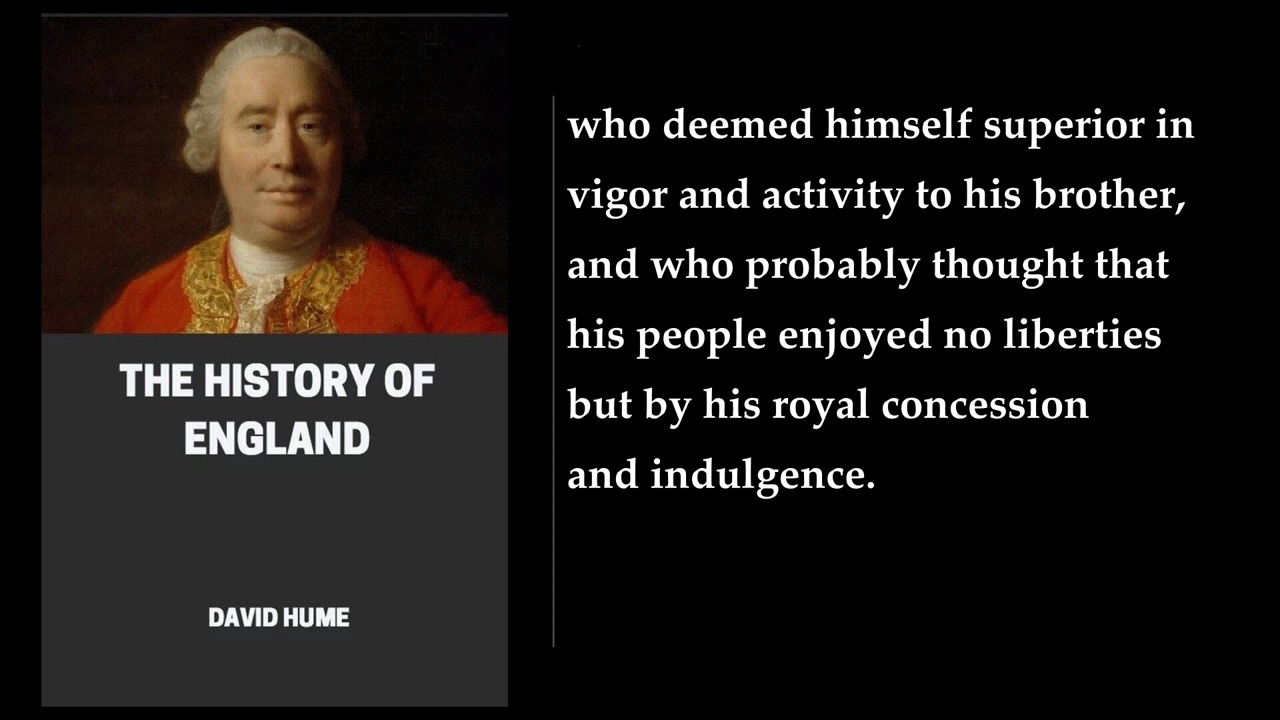 THE HISTORY OF
ENGLAND
DAVID HUME
who deemed himself superior in
vigor and activity to his brother,
and who probably thought that
his people enjoyed no liberties
but by his royal concession
and indulgence.